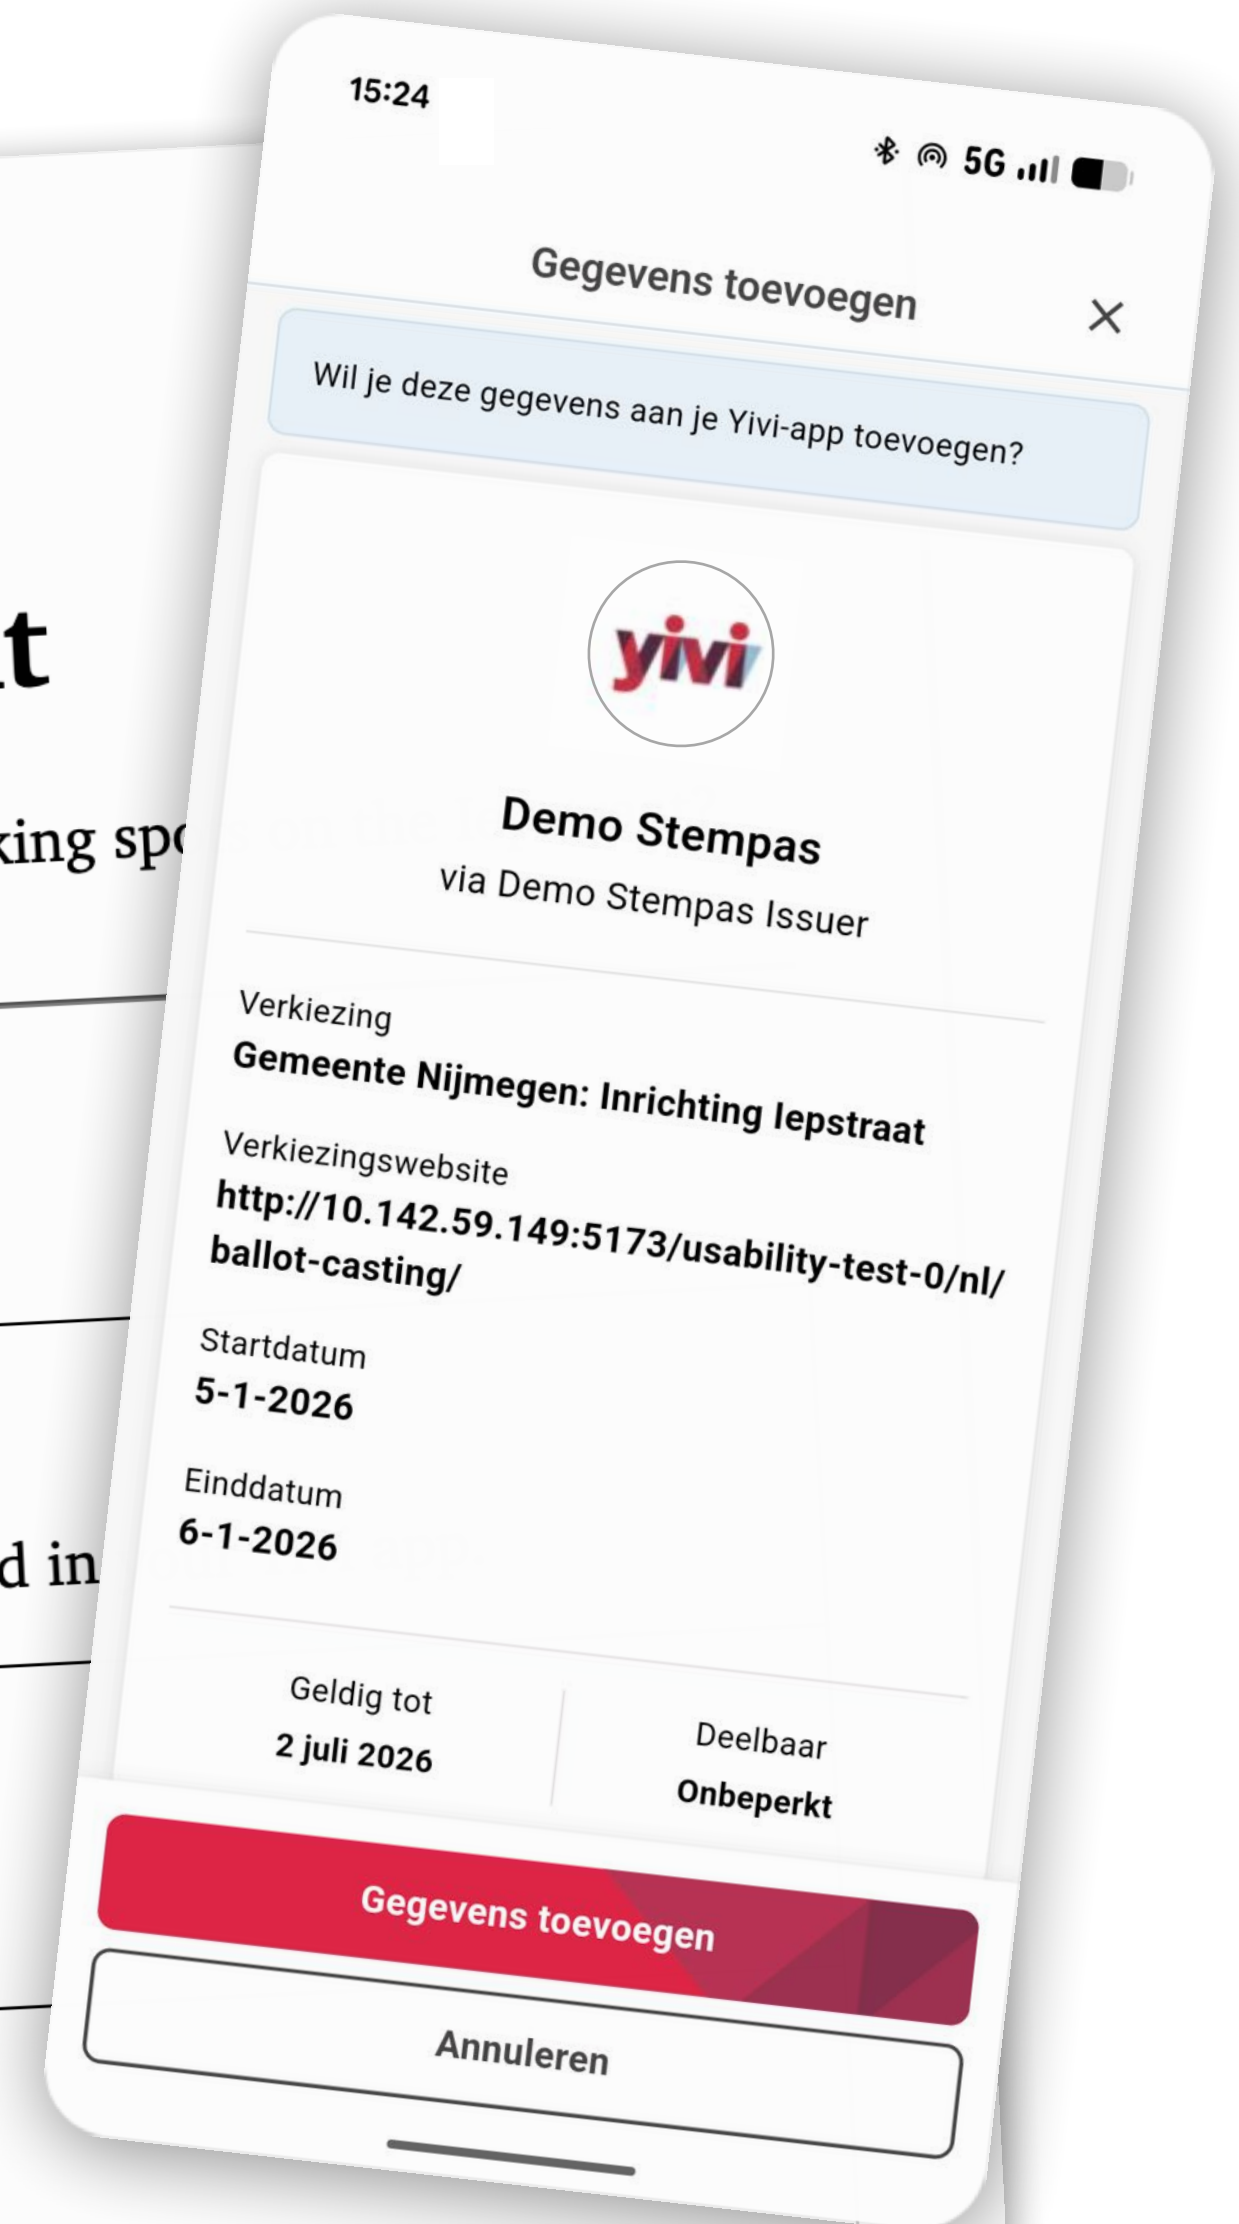 15:24
5G
Gegevens toevoegen
Wil je deze gegevens aan je Yivi-app toevoegen?
yivi
Demo Stempas
via Demo Stempas Issuer
Verkiezing
Gemeente Nijmegen: Inrichting Iepstraat
Verkiezingswebsite
http://10.142.59.149:5173/usability-test-0/nl/
ballot-casting/
Startdatum
5-1-2026
Einddatum
6-1-2026
Geldig tot
2 juli 2026
Deelbaar
Onbeperkt
Gegevens toevoegen
Annuleren
d in